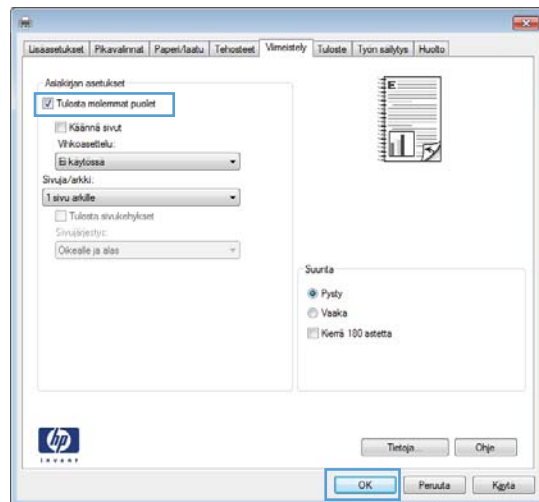 Lisäasetukset Pikavalinnat Paperi/laatu Tehosteet Viimeistely Tuloste Työn säilytys Huolto
Asiakirjan asetukset
Tulosta molemmat puolet
Käännä sivut
Vihkoasettelu:
Ei käytössä
Sivuja/arkki:
1 sivu arkille
Tulosta sivukehykset
Sivujärjestys:
Oikealle ja alas
E
Suunta
Pysty
Vaaka
Kierrä 180 astetta
hp
invent
Tietoja... Ohje
OK Peruuta Käytä